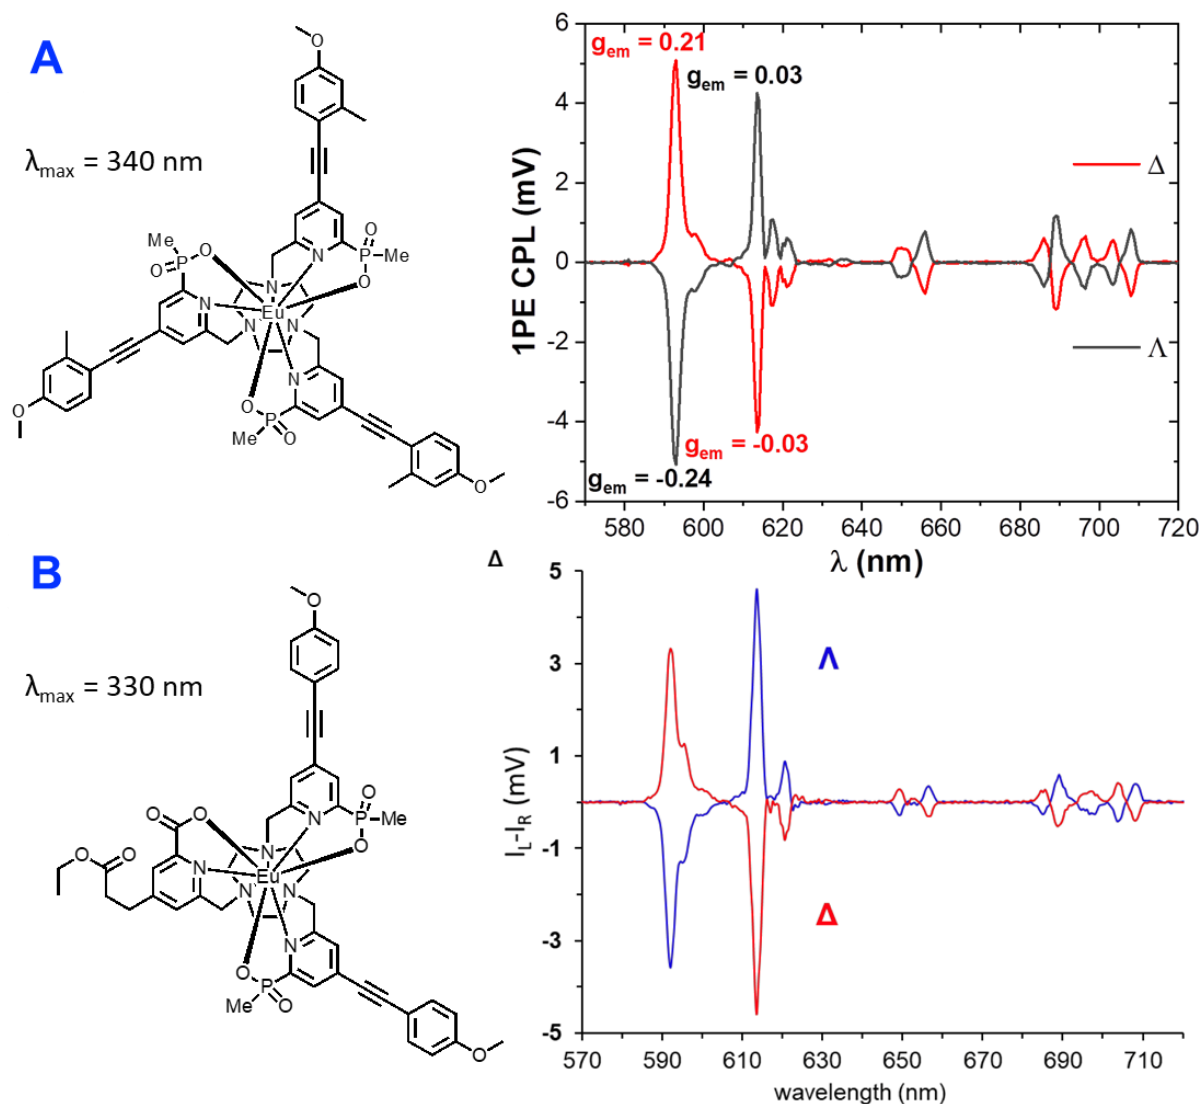 A
λmax = 340 nm
O
Me
O
P
O
N
N
N
N
N
N
Eu
O
P
Me
O
O
P
Me
O
O
O
1PE CPL (mV)
6
4
2
0
-2
-4
-6
gem = 0.21
gem = 0.03
gem = -0.03
gem = -0.24
Δ
Λ
580 600 620 640 660 680 700 720
λ (nm)
B
λmax = 330 nm
O
O
O
O
O
N
N
N
N
N
N
Eu
O
P
Me
O
O
P
Me
O
O
Δ
IL-IR (mV)
5
3
1
-1
-3
-5
Λ
Δ
570 590 610 630 650 670 690 710
wavelength (nm)